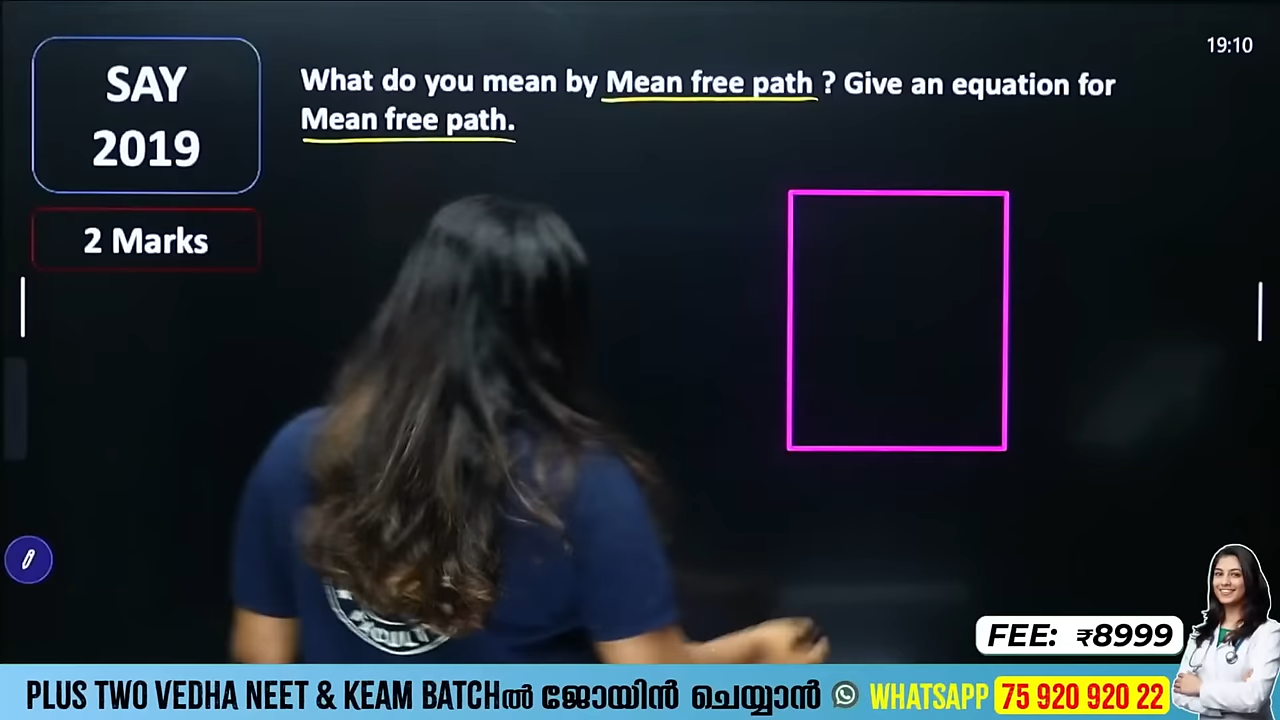 19:10
SAY
2019
What do you mean by Mean free path ? Give an equation for
Mean free path.
2 Marks
FEE: ₹8999
PLUS TWO VEDHA NEET & KEAM BATCHൽ ജോയിൻ ചെയ്യാൻ WHATSAPP 75 920 920 22